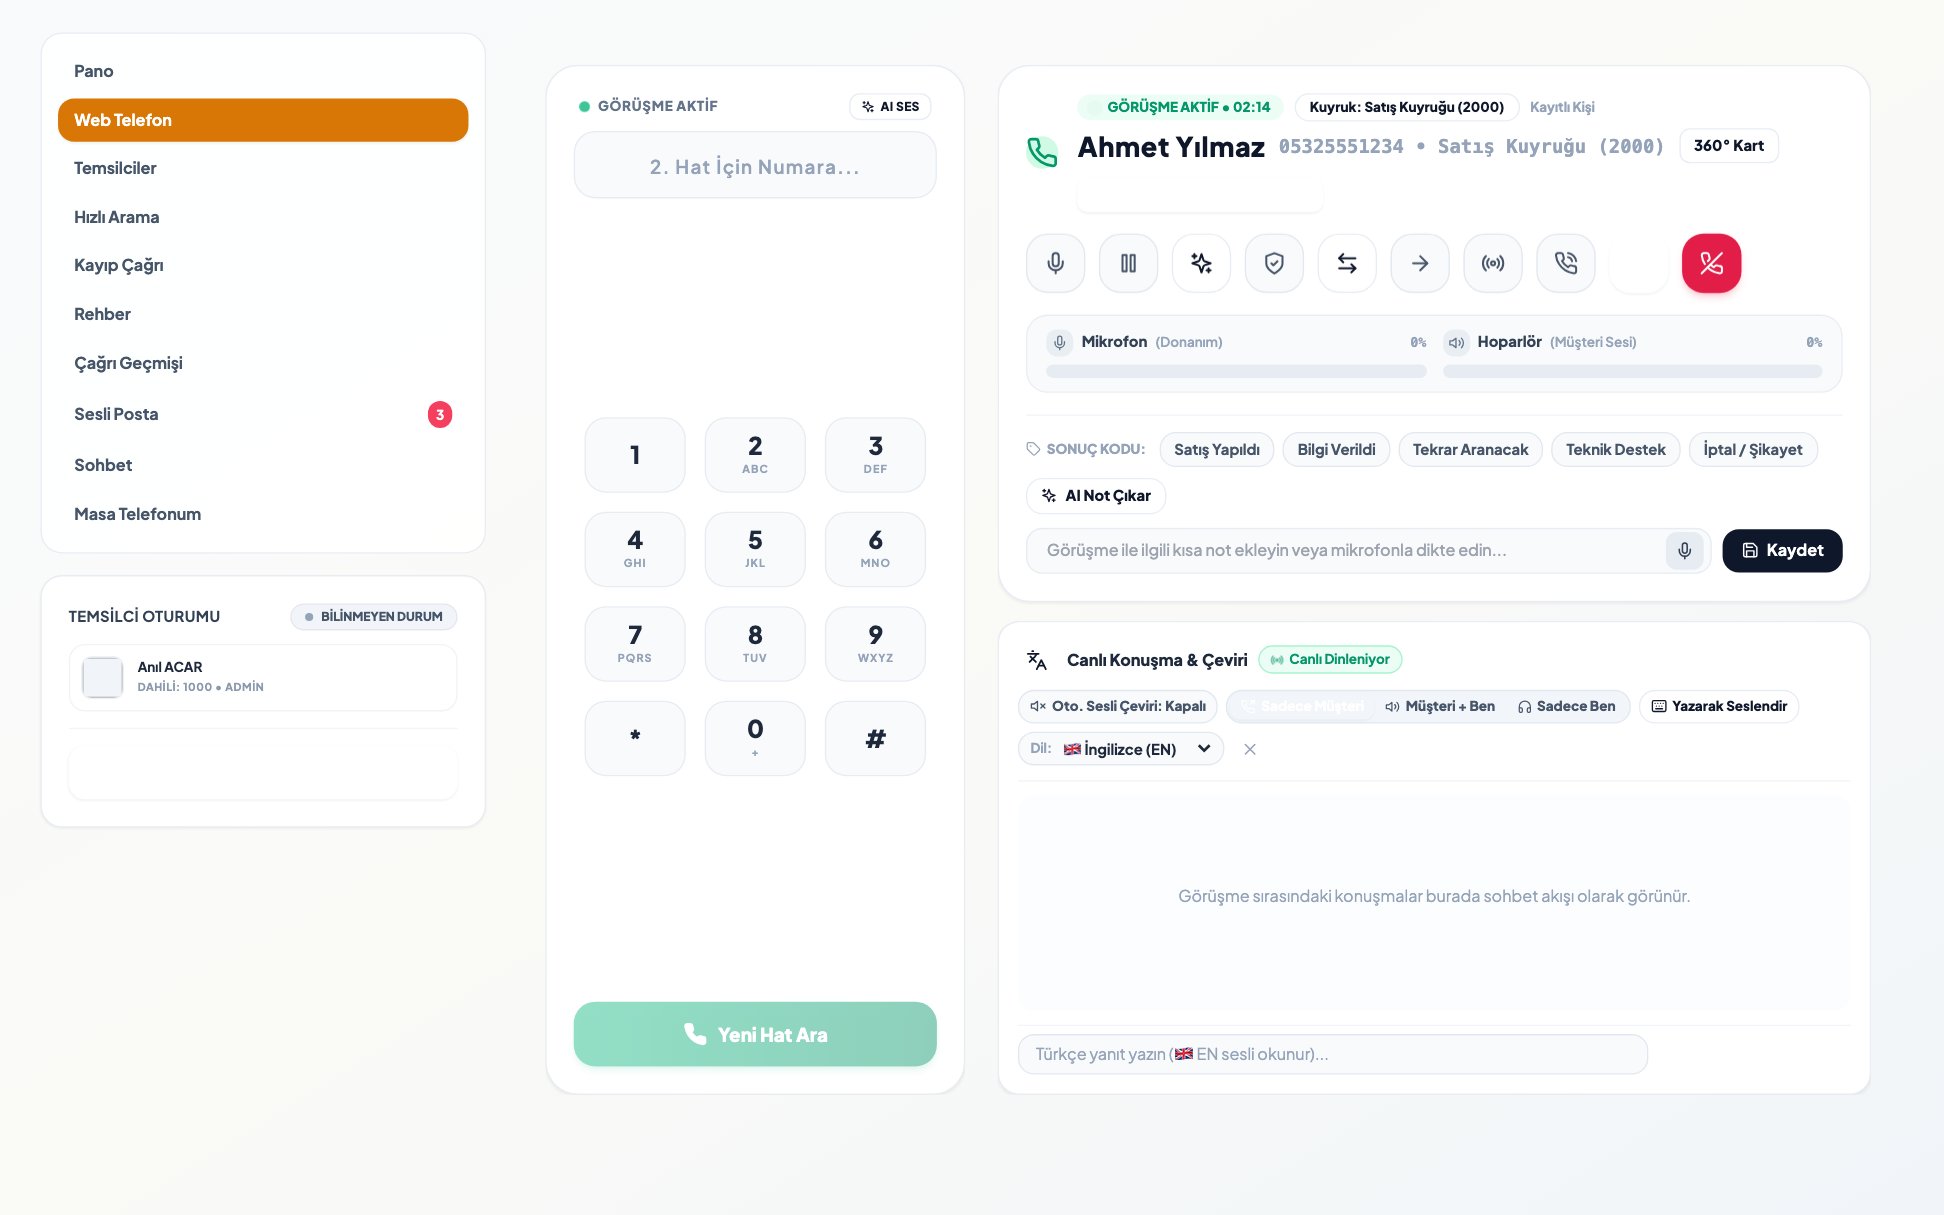 Pano
Web Telefon
Temsilciler
Hızlı Arama
Kayıp Çağrı
Rehber
Çağrı Geçmişi
Sesli Posta 3
Sohbet
Masa Telefonum
TEMSİLCİ OTURUMU BİLİNMEYEN DURUM
Anıl ACAR
DAHİLİ: 1000 • ADMİN
GÖRÜŞME AKTİF AI SES
2. Hat İçin Numara...
1 2 3
ABC DEF
4 5 6
GHI JKL MNO
7 8 9
PQRS TUV WXYZ
* 0 #
+
Yeni Hat Ara
GÖRÜŞME AKTİF • 02:14 Kuyruk: Satış Kuyruğu (2000) Kayıtlı Kişi
Ahmet Yılmaz 05325551234 • Satış Kuyruğu (2000) 360° Kart
Mikrofon (Donanım) 0% Hoparlör (Müşteri Sesi) 0%
SONUÇ KODU: Satış Yapıldı Bilgi Verildi Tekrar Aranacak Teknik Destek İptal / Şikayet
AI Not Çıkar
Görüşme ile ilgili kısa not ekleyin veya mikrofonla dikte edin... Kaydet
Canlı Konuşma & Çeviri Canlı Dinleniyor
Oto. Sesli Çeviri: Kapalı Sadece Müşteri Müşteri + Ben Sadece Ben Yazarak Seslendir
Dil: 🇬🇧 İngilizce (EN)
Görüşme sırasındaki konuşmalar burada sohbet akışı olarak görünür.
Türkçe yanıt yazın (🇬🇧 EN sesli okunur)...